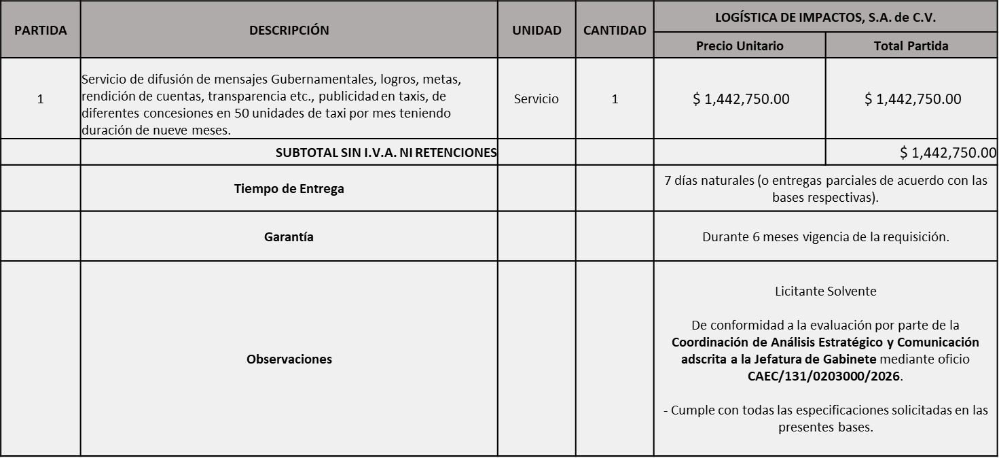 PARTIDA
DESCRIPCIÓN
UNIDAD
CANTIDAD
LOGÍSTICA DE IMPACTOS, S.A. de C.V.
Precio Unitario
Total Partida
1
Servicio de difusión de mensajes Gubernamentales, logros, metas,
rendición de cuentas, transparencia etc., publicidad en taxis, de
diferentes concesiones en 50 unidades de taxi por mes teniendo
duración de nueve meses.
Servicio
1
$ 1,442,750.00
$ 1,442,750.00
SUBTOTAL SIN I.V.A. NI RETENCIONES
$ 1,442,750.00
Tiempo de Entrega
7 días naturales (o entregas parciales de acuerdo con las
bases respectivas).
Garantía
Durante 6 meses vigencia de la requisición.
Observaciones
Licitante Solvente
De conformidad a la evaluación por parte de la
Coordinación de Análisis Estratégico y Comunicación
adscrita a la Jefatura de Gabinete mediante oficio
CAEC/131/0203000/2026.
- Cumple con todas las especificaciones solicitadas en las
presentes bases.